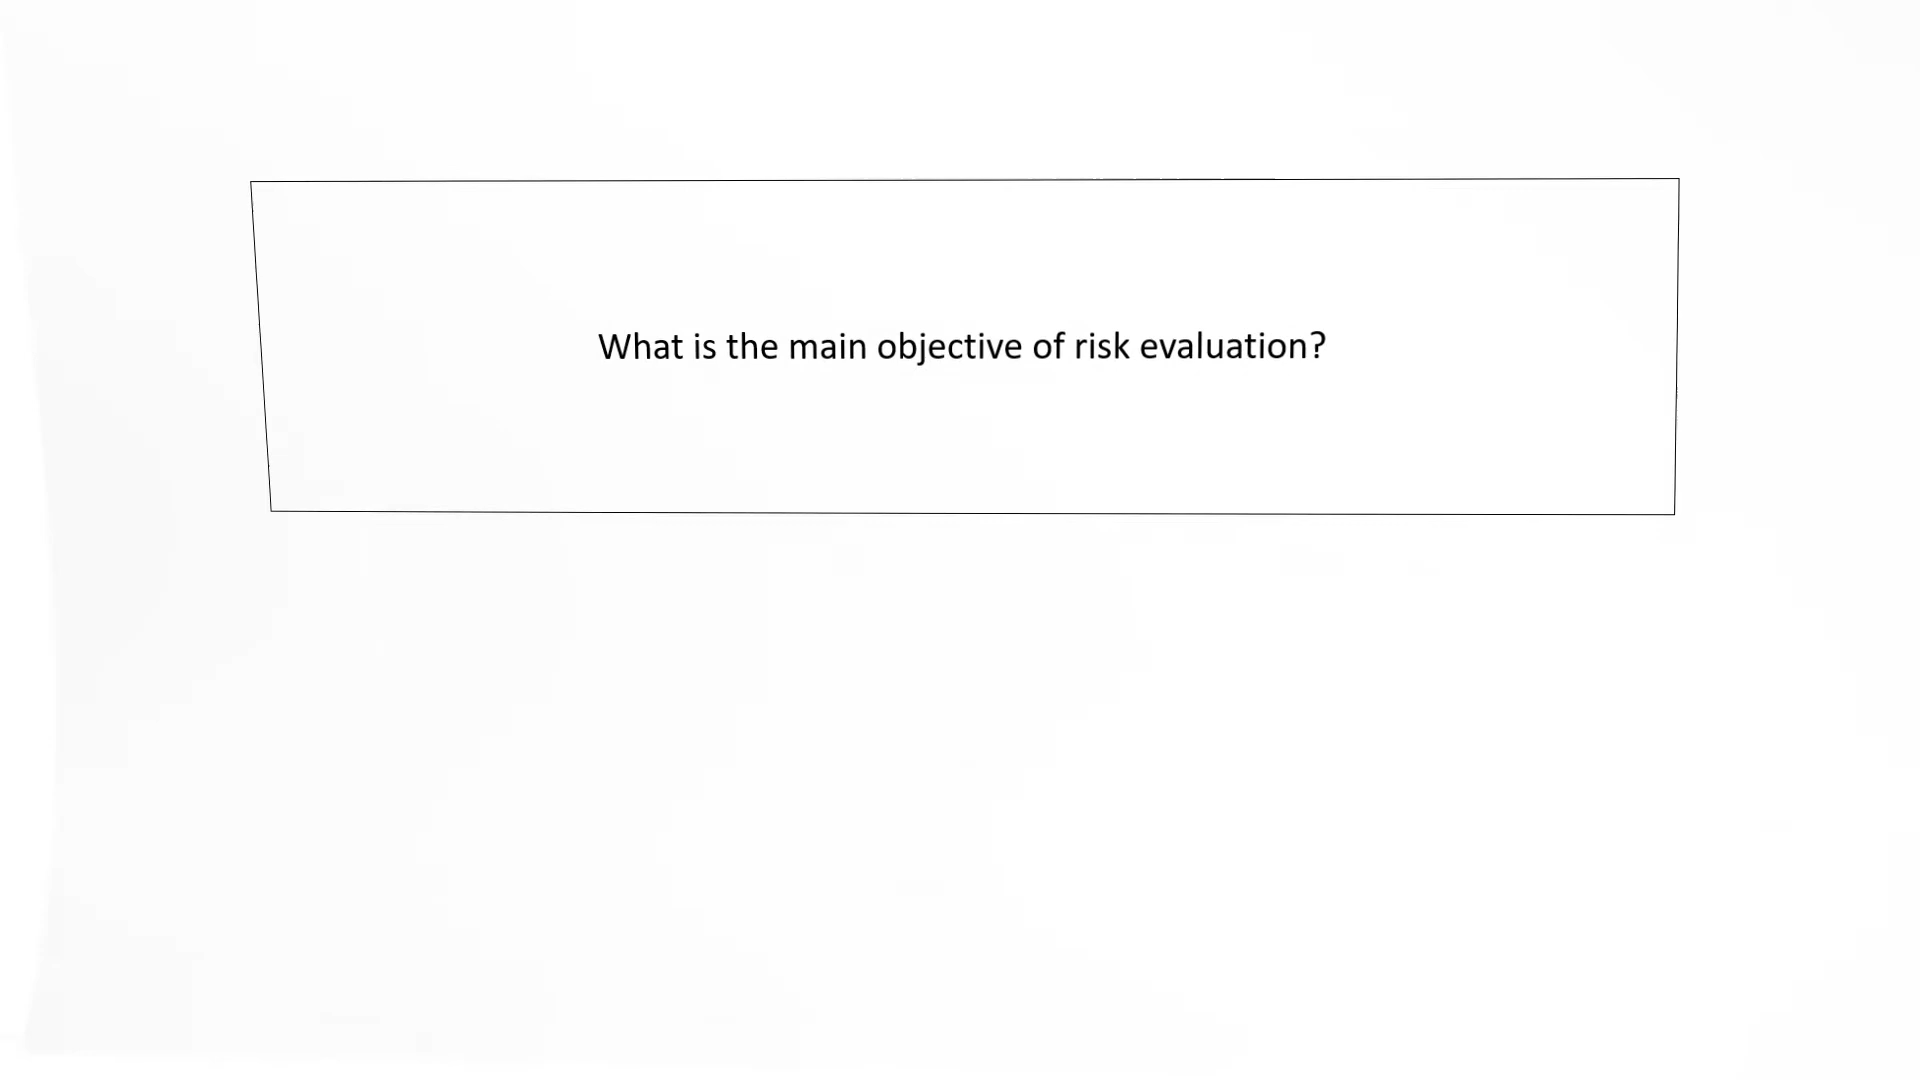 What is the main objective of risk evaluation?